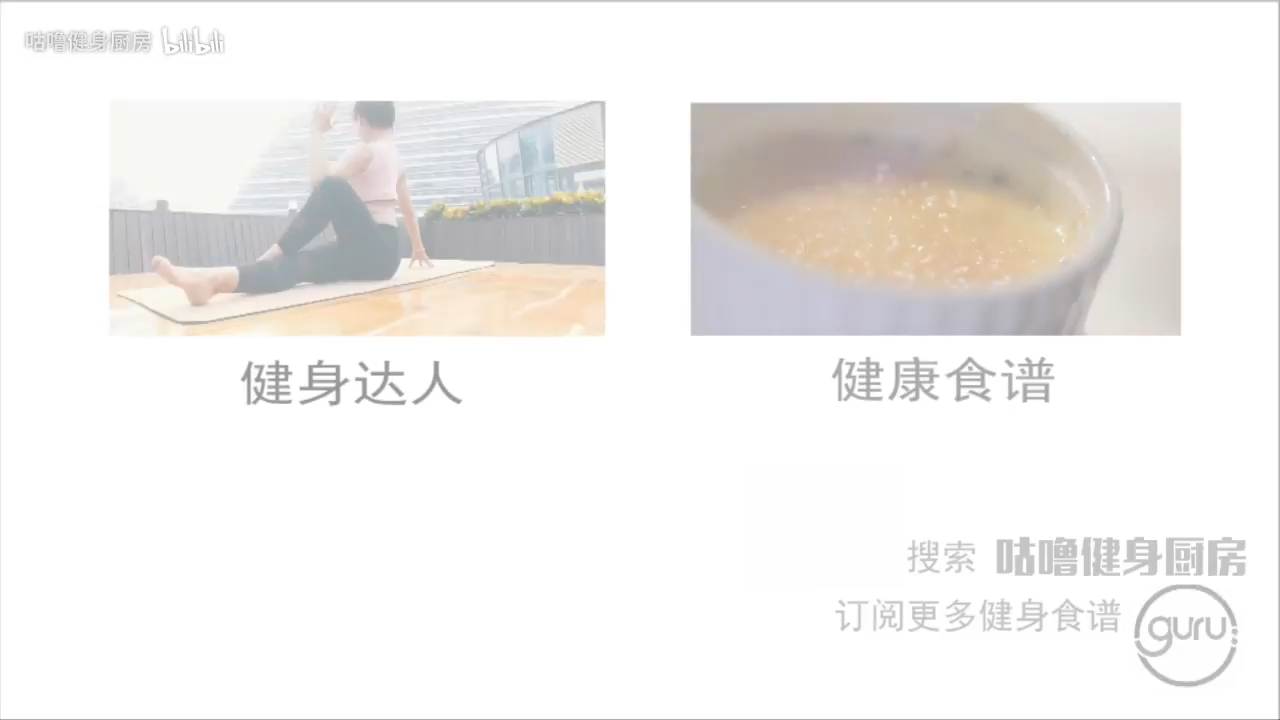 咕噜健身厨房 bilibili
健身达人
健康食谱
搜索 咕噜健身厨房
订阅更多健身食谱
guru